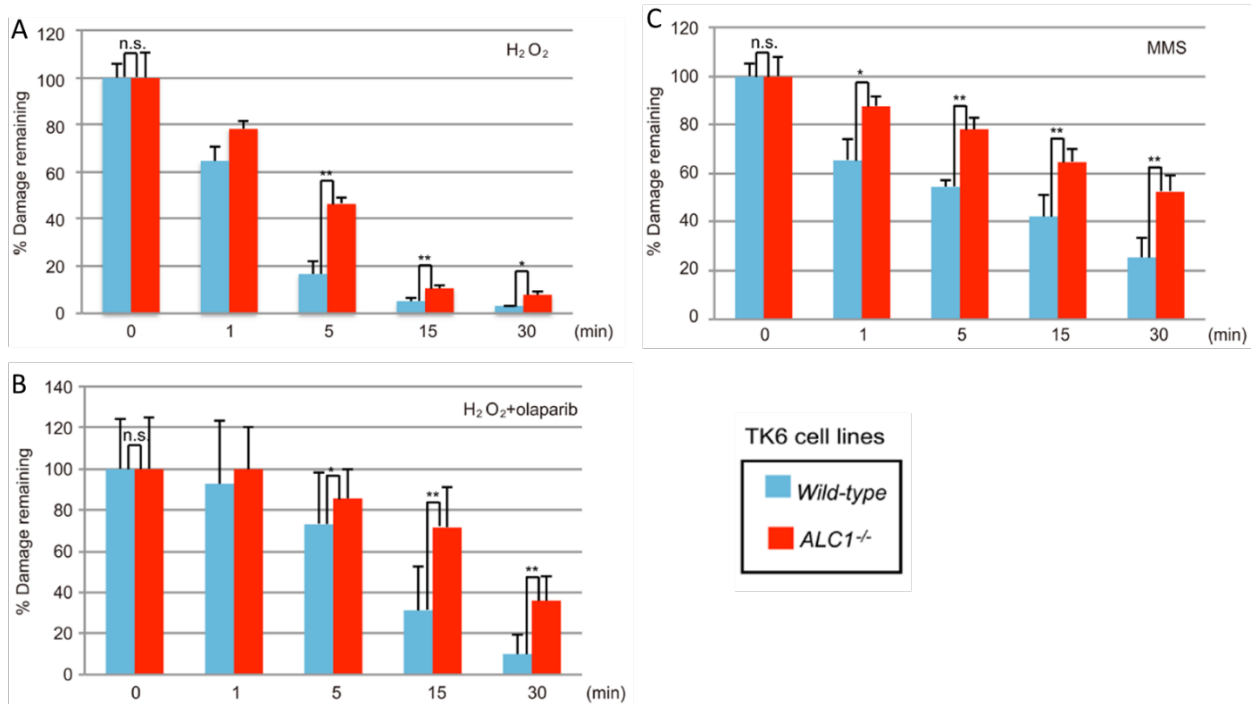 A
120
100
80
60
40
20
0
% Damage remaining
n.s.
**
**
*
H2O2
0 1 5 15 30 (min)
B
140
120
100
80
60
40
20
0
% Damage remaining
n.s.
*
**
**
H2O2+olaparib
0 1 5 15 30 (min)
C
120
100
80
60
40
20
0
% Damage remaining
n.s.
*
**
**
**
MMS
0 1 5 15 30 (min)
TK6 cell lines
Wild-type
ALC1-/-